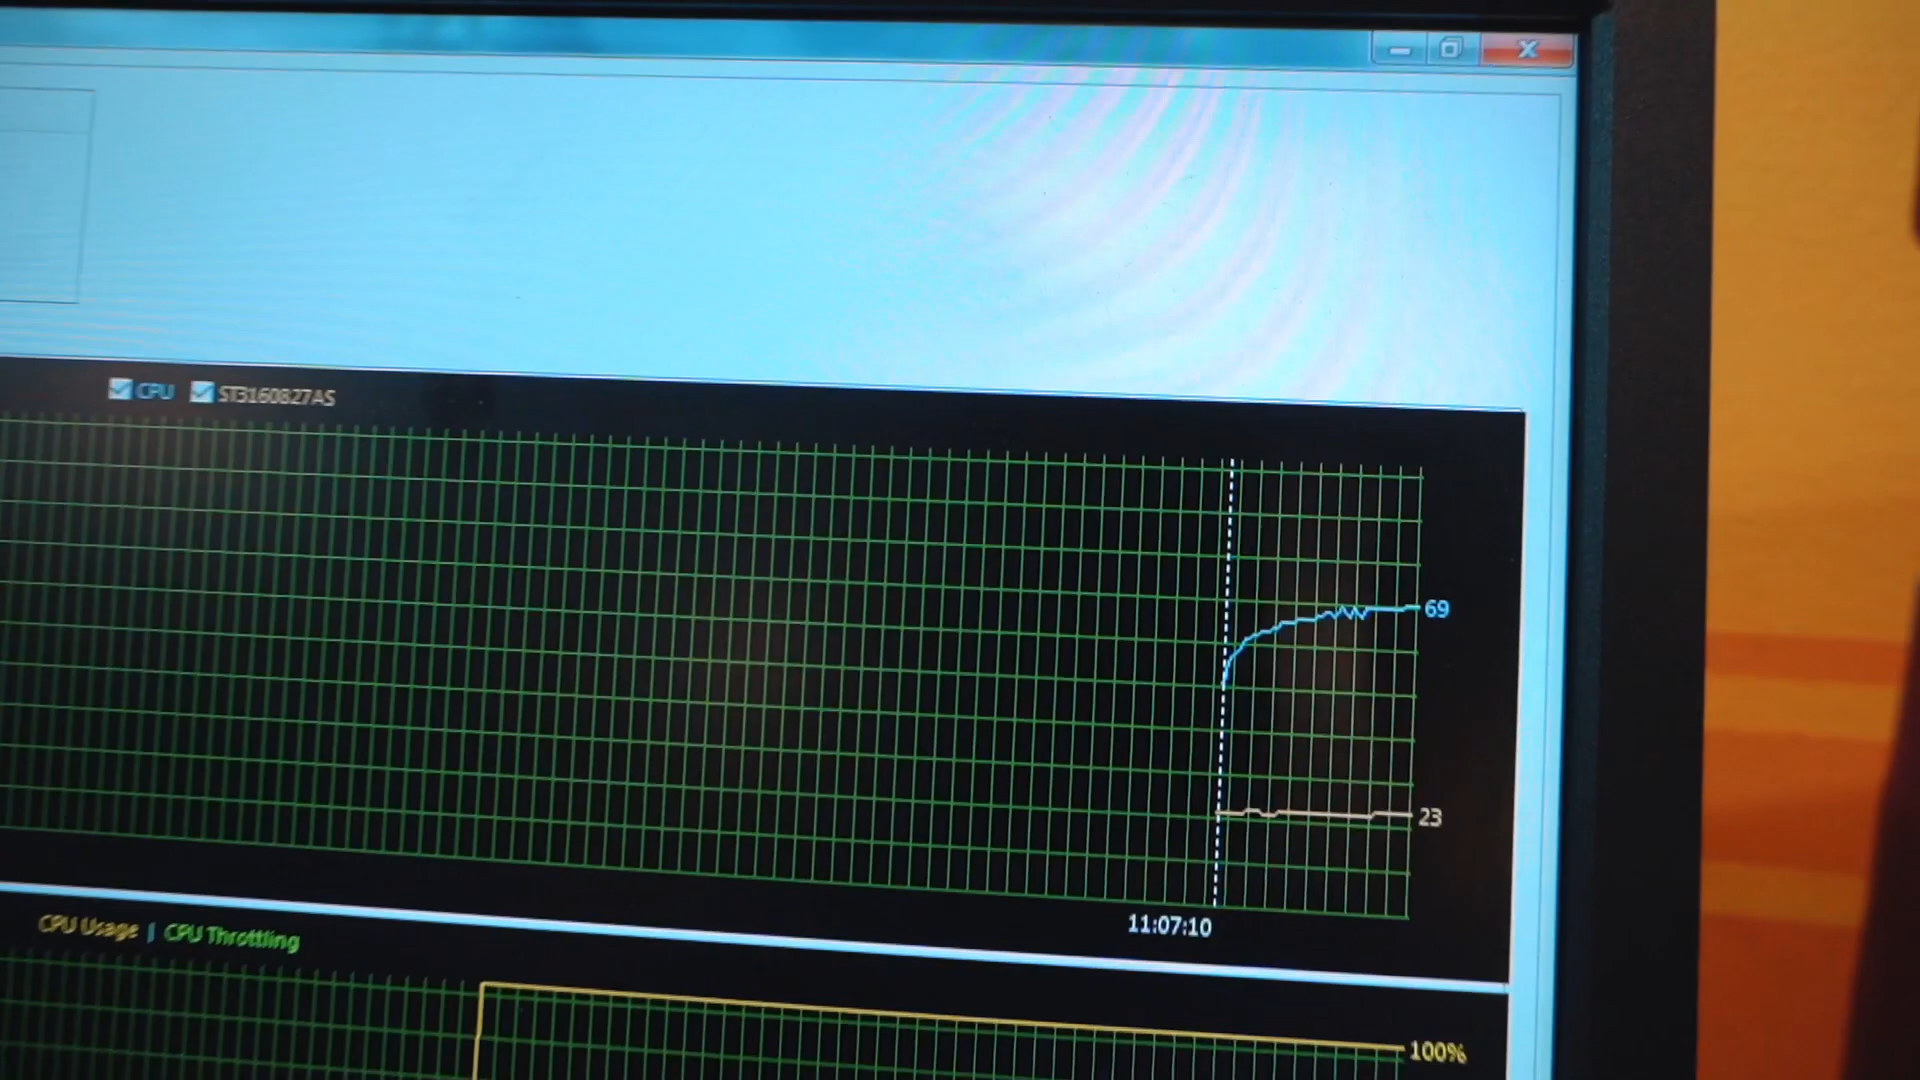 CPU ST3160827AS
69
23
11:07:10
CPU Usage | CPU Throttling
100%